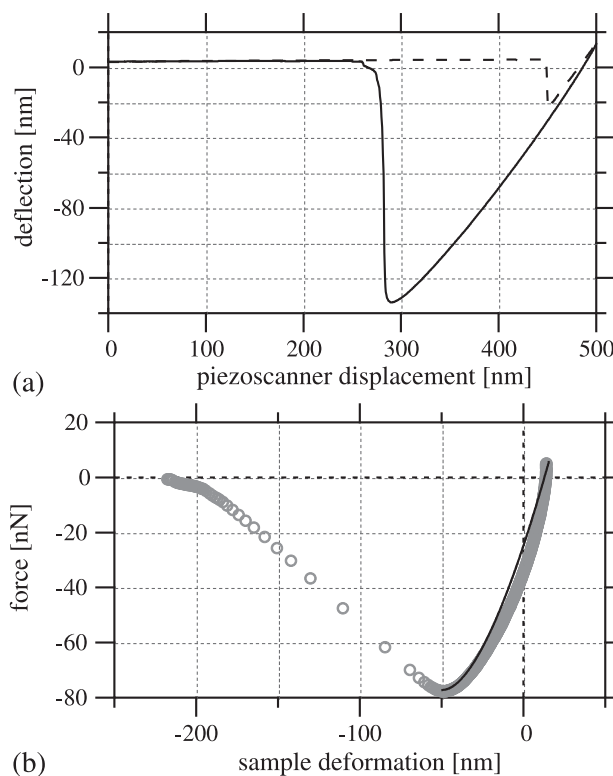 0
-40
-80
-120
deflection [nm]
0 100 200 300 400 500
(a) piezoscanner displacement [nm]
20
0
-20
-40
-60
-80
force [nN]
-200 -100 0
(b) sample deformation [nm]